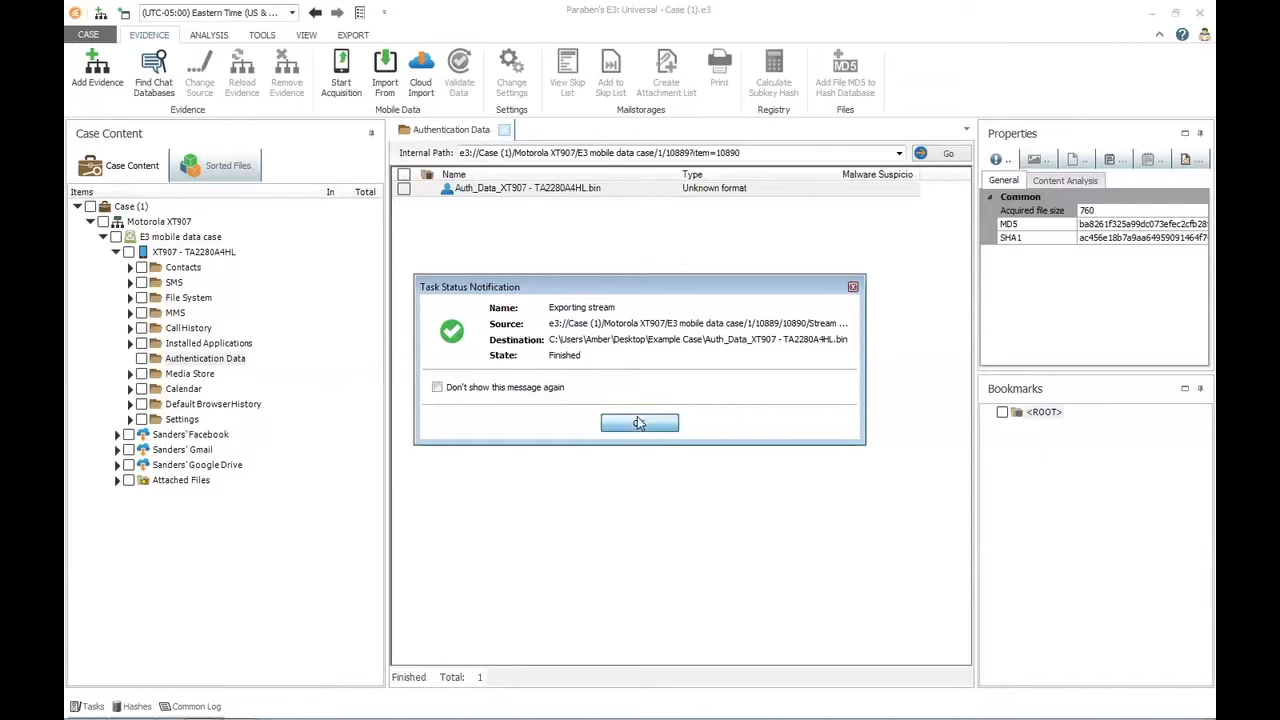 (UTC-05:00) Eastern Time (US & ...
Paraben's E3: Universal - Case (1).e3
CASE EVIDENCE ANALYSIS TOOLS VIEW EXPORT
Add Evidence
Find Chat Databases
Change Source
Reload Evidence
Remove Evidence
Evidence
Start Acquisition
Import From
Cloud Import
Validate Data
Mobile Data
Change Settings
Settings
View Skip List
Add to Skip List
Create Attachment List
Print
Mailstorages
Calculate Subkey Hash
Registry
MD5
Add File MD5 to Hash Database
Files
Case Content
Case Content Sorted Files
Items In Total
Case (1)
Motorola XT907
E3 mobile data case
XT907 - TA2280A4HL
Contacts
SMS
File System
MMS
Call History
Installed Applications
Authentication Data
Media Store
Calendar
Default BrowserHistory
Settings
Sanders' Facebook
Sanders' Gmail
Sanders' Google Drive
Attached Files
Authentication Data
Internal Path: e3://Case (1)/Motorola XT907/E3 mobile data case/1/10889?item=10890 Go
Name Type Malware Suspicio
Auth_Data_XT907 - TA2280A4HL.bin Unknown format
Task Status Notification
Name: Exporting stream
Source: e3://Case (1)/Motorola XT907/E3 mobile data case/1/10889/10890/Stream ...
Destination: C:\Users\Amber\Desktop\Example Case\Auth_Data_XT907 - TA2280A4HL.bin
State: Finished
Don't show this message again
Finished Total: 1
Properties
General Content Analysis
Common
Acquired file size 760
MD5 ba8261f325a99dc073efec2cfb28
SHA1 ac456e18b7a9aa64959091464f7
Bookmarks
<ROOT>
Tasks Hashes Common Log